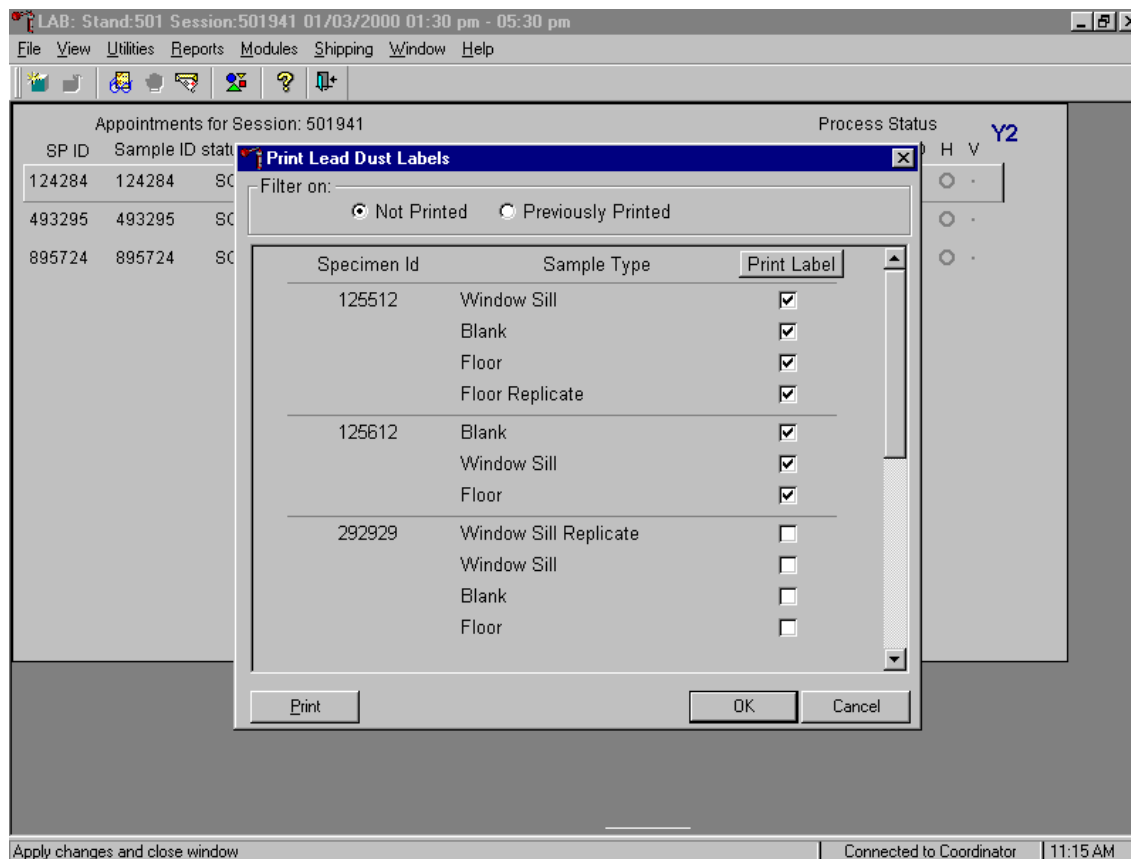 LAB: Stand:501 Session:501941 01/03/2000 01:30 pm - 05:30 pm
File View Utilities Reports Modules Shipping Window Help
Appointments for Session: 501941 Process Status Y2
SP ID Sample ID H V
124284 124284
493295 493295
895724 895724
Print Lead Dust Labels
Filter on:
Not Printed Previously Printed
Specimen Id Sample Type Print Label
125512 Window Sill
Blank
Floor
Floor Replicate
125612 Blank
Window Sill
Floor
292929 Window Sill Replicate
Window Sill
Blank
Floor
Print OK Cancel
Apply changes and close window Connected to Coordinator 11:15 AM